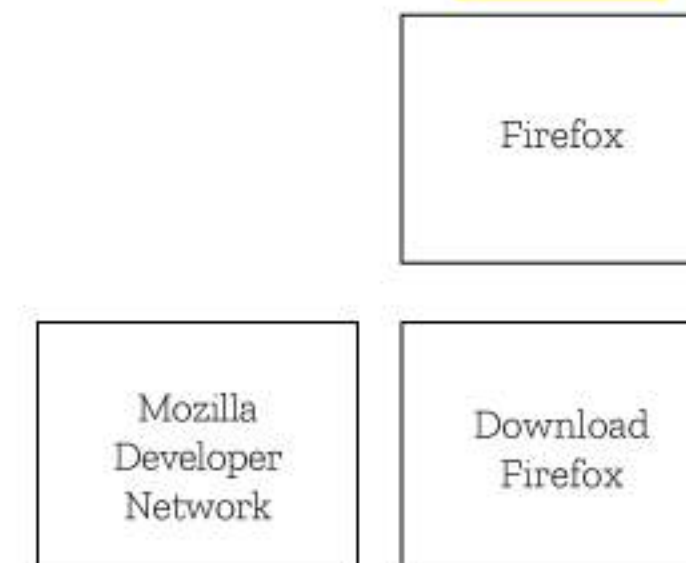 Firefox
Mozilla
Developer
Network
Download
Firefox